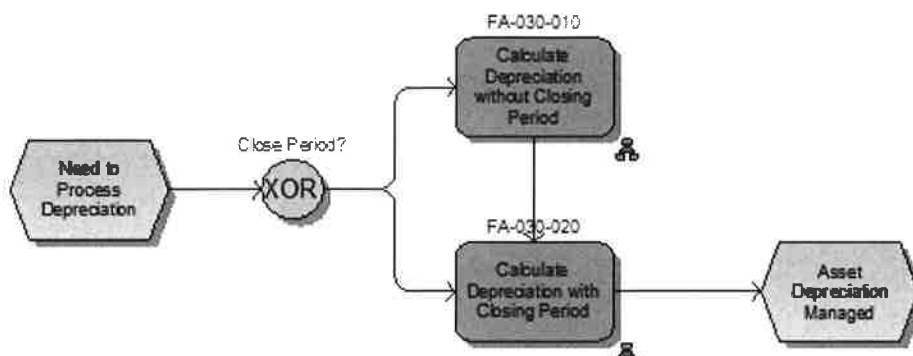 FA-030-010
Calculate
Depreciation
without Closing
Period
Close Period?
Need to
Process
Depreciation
XOR
FA-030-020
Calculate
Depreciation with
Closing Period
Asset
Depreciation
Managed